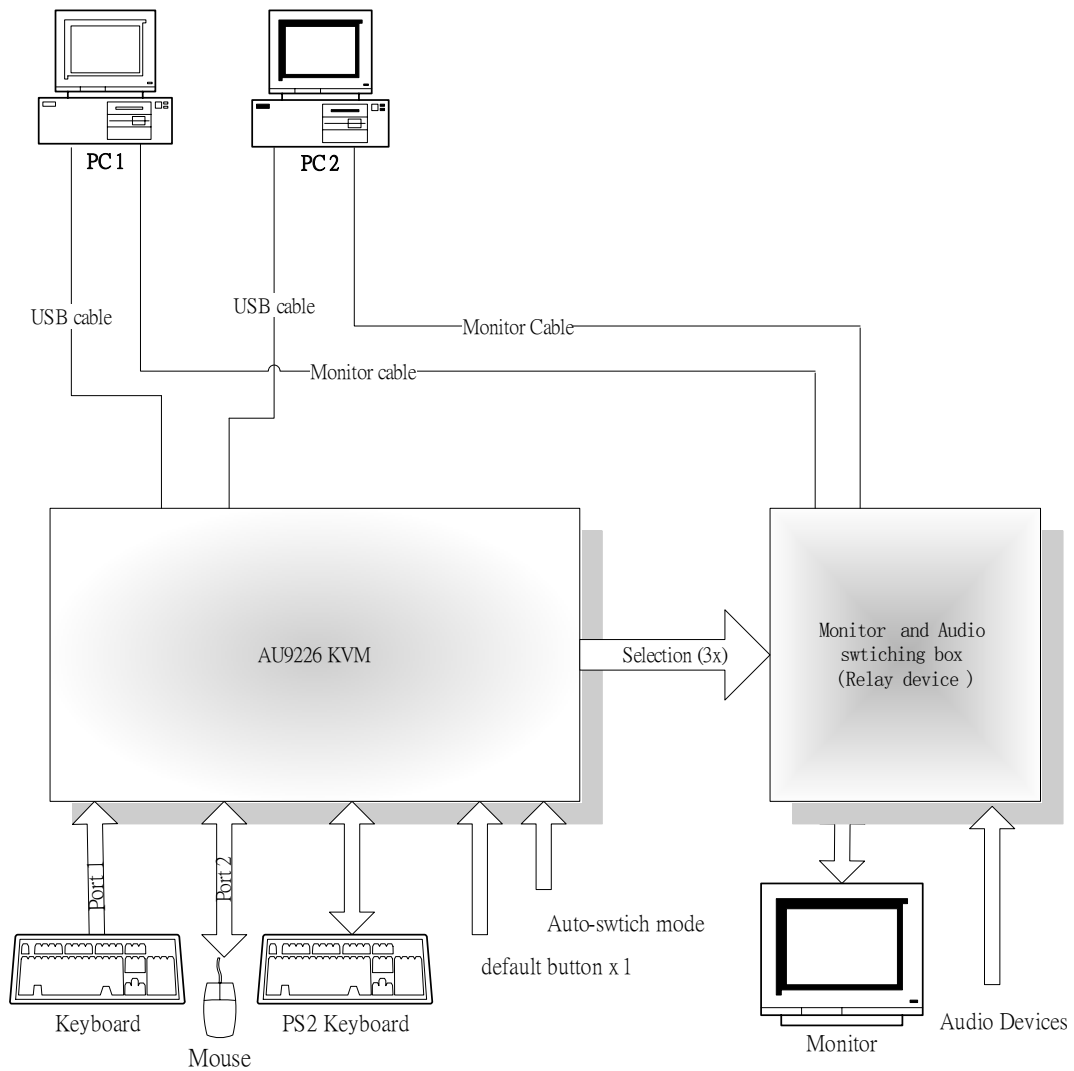 PC 1
PC 2
USB cable
USB cable
Monitor Cable
Monitor cable
AU9226 KVM
Selection (3x)
Monitor and Audio
swtiching box
(Relay device )
Port 1
Port 2
Auto-swtich mode
default button x 1
Keyboard
Mouse
PS2 Keyboard
Monitor
Audio Devices